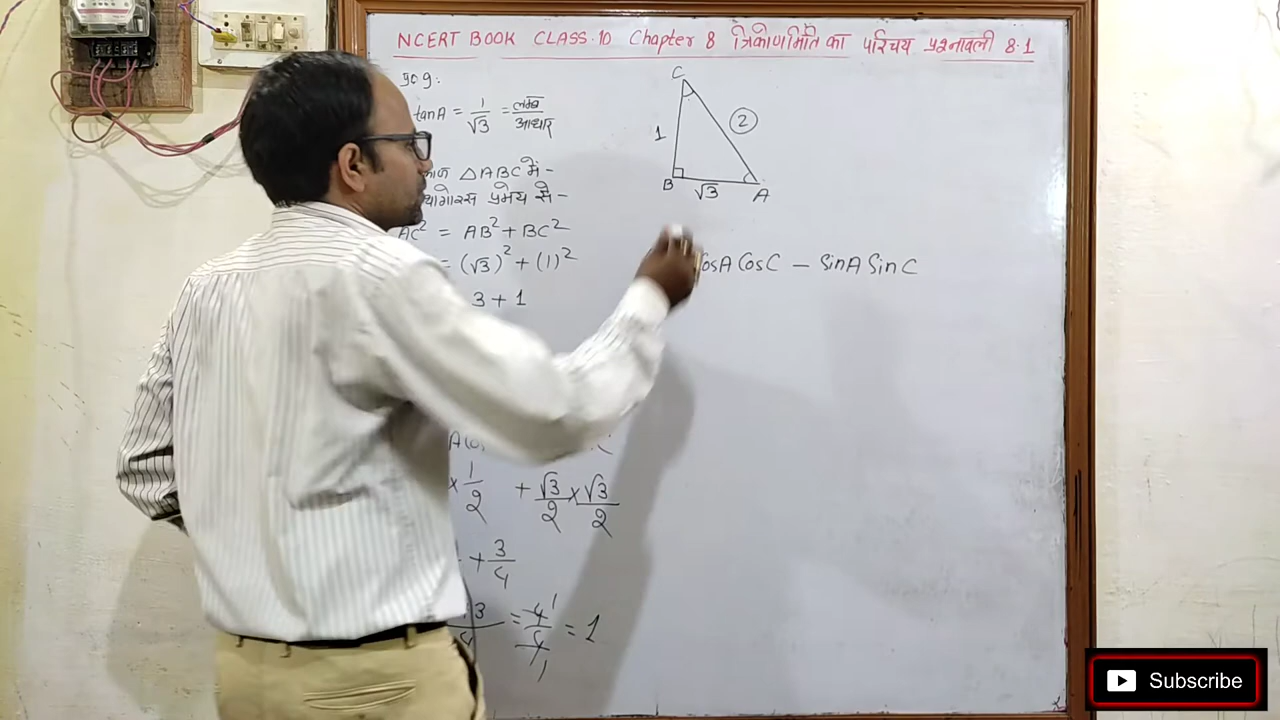 NCERT BOOK CLASS-10 Chapter 8 त्रिकोणमिति का परिचय प्रश्नावली 8.1
प्र०9:
tanA = 1/√3 = लम्ब/आधार
△ABC में -
प्रमेय से -
AC² = AB² + BC²
= (√3)² + (1)²
3 + 1
× 1/2 + √3/2 × √3/2
+ 3/4
= 4/4 = 1
C
1
2
B
√3
A
CosA CosC - SinA SinC
Subscribe